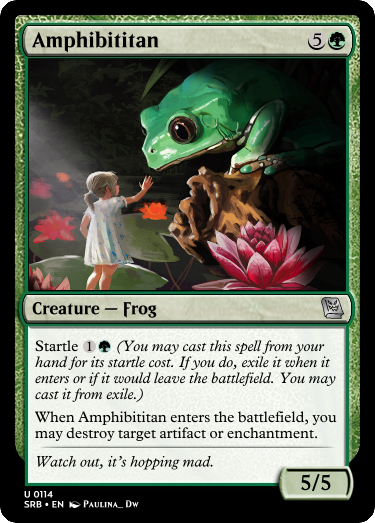 Amphibititan 5
Creature — Frog
Startle 1 (You may cast this spell from your
hand for its startle cost. If you do, exile it when it
enters or if it would leave the battlefield. You may
cast it from exile.)
When Amphibititan enters the battlefield, you
may destroy target artifact or enchantment.
Watch out, it's hopping mad.
5/5
U 0114
SRB • EN Paulina_ Dw